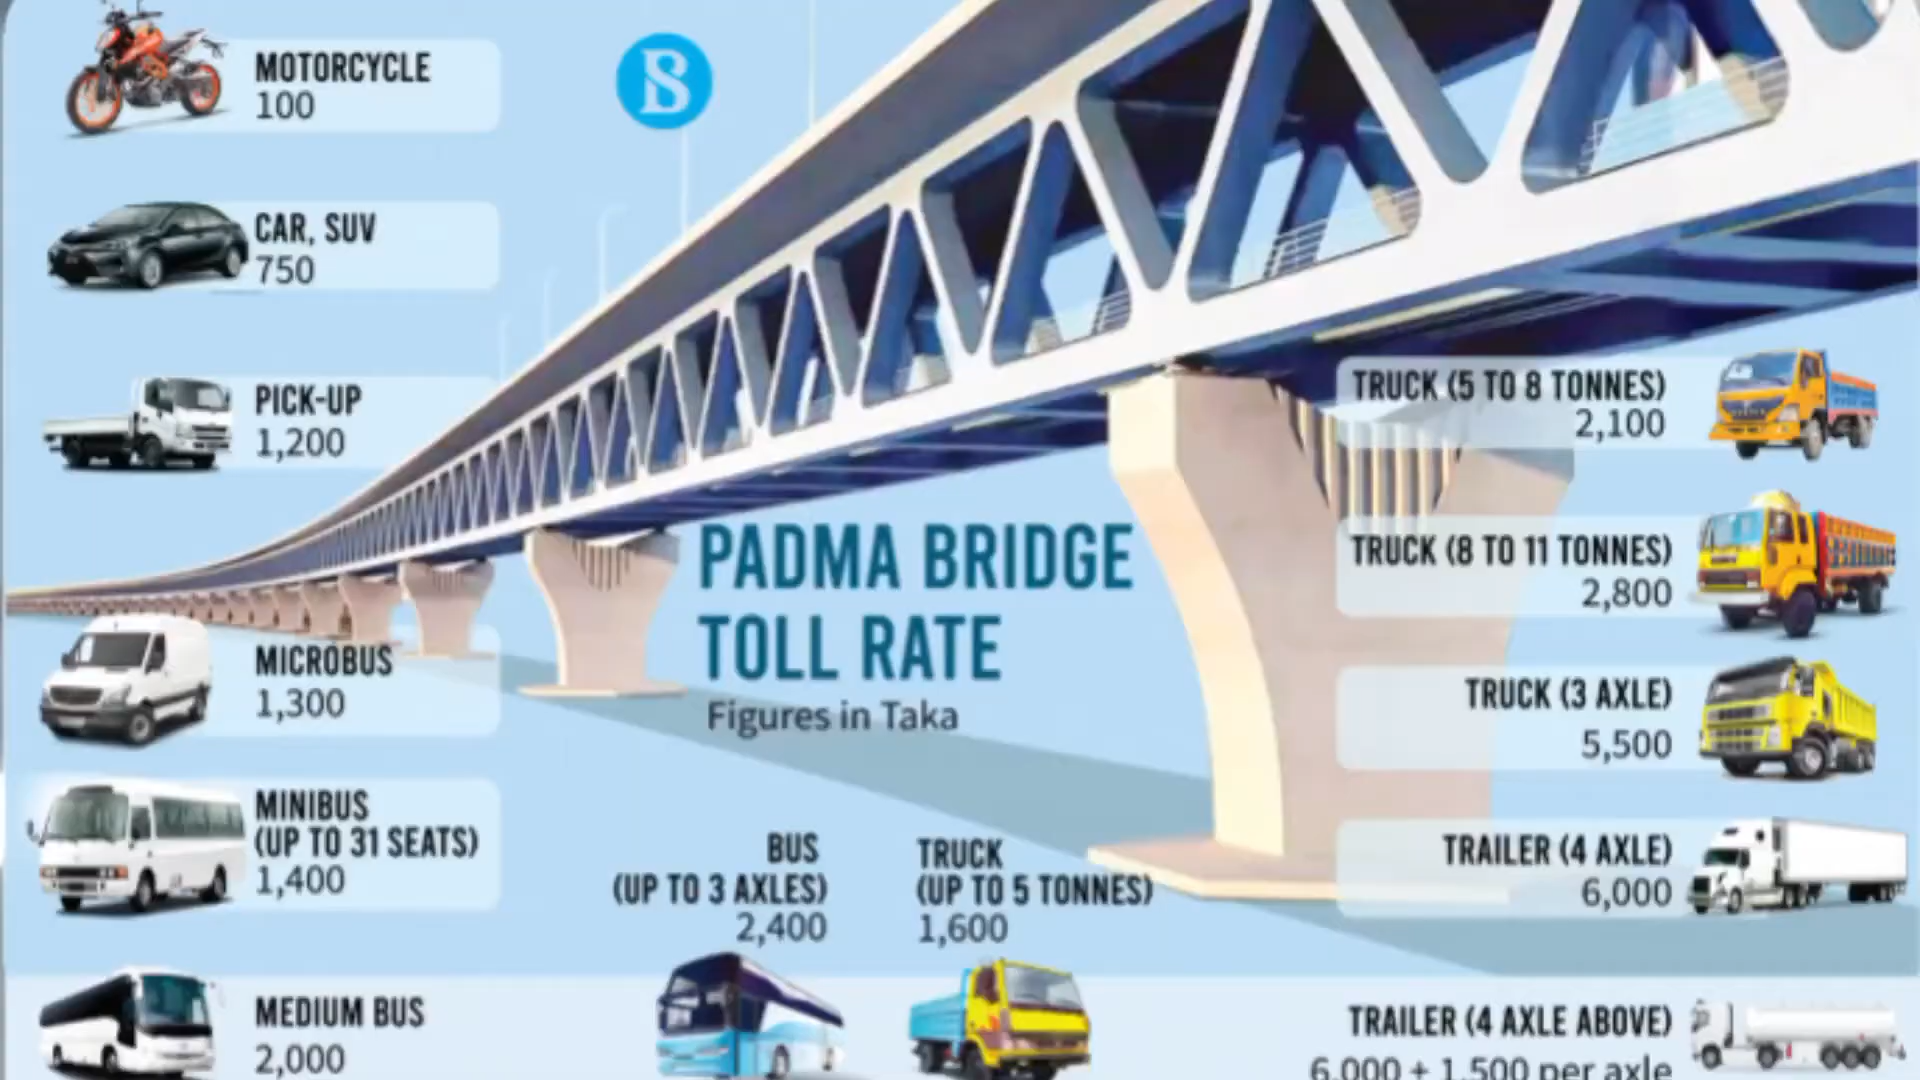 MOTORCYCLE
100
CAR, SUV
750
PICK-UP
1,200
MICROBUS
1,300
MINIBUS
(UP TO 31 SEATS)
1,400
MEDIUM BUS
2,000
B
PADMA BRIDGE
TOLL RATE
Figures in Taka
BUS
(UP TO 3 AXLES)
2,400
TRUCK
(UP TO 5 TONNES)
1,600
TRUCK (5 TO 8 TONNES)
2,100
TRUCK (8 TO 11 TONNES)
2,800
TRUCK (3 AXLE)
5,500
TRAILER (4 AXLE)
6,000
TRAILER (4 AXLE ABOVE)
6,000 + 1,500 per axle